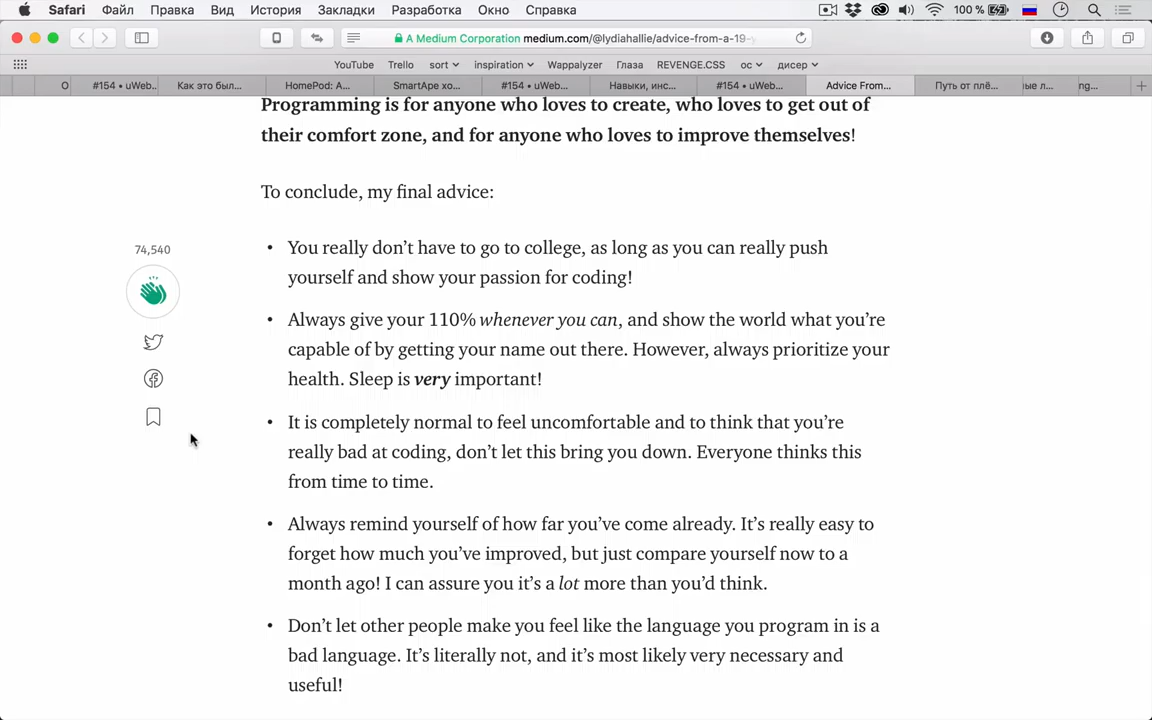 Safari Файл Правка Вид История Закладки Разработка Окно Справка 100 %
A Medium Corporation medium.com/@lydiahallie/advice-from-a-19-
YouTube Trello sort inspiration Wappalyzer Глаза REVENGE.CSS ос дисер
О #154 • uWeb.. Как это был... HomePod: A... SmartApe хо... #154 • uWeb... Навыки, инс... #154 • uWeb... Advice From... Путь от плё... ые л... ng...
Programming is for anyone who loves to create, who loves to get out of
their comfort zone, and for anyone who loves to improve themselves!
To conclude, my final advice:
74,540
• You really don’t have to go to college, as long as you can really push
yourself and show your passion for coding!
• Always give your 110% whenever you can, and show the world what you’re
capable of by getting your name out there. However, always prioritize your
health. Sleep is very important!
• It is completely normal to feel uncomfortable and to think that you’re
really bad at coding, don’t let this bring you down. Everyone thinks this
from time to time.
• Always remind yourself of how far you’ve come already. It’s really easy to
forget how much you’ve improved, but just compare yourself now to a
month ago! I can assure you it’s a lot more than you’d think.
• Don’t let other people make you feel like the language you program in is a
bad language. It’s literally not, and it’s most likely very necessary and
useful!